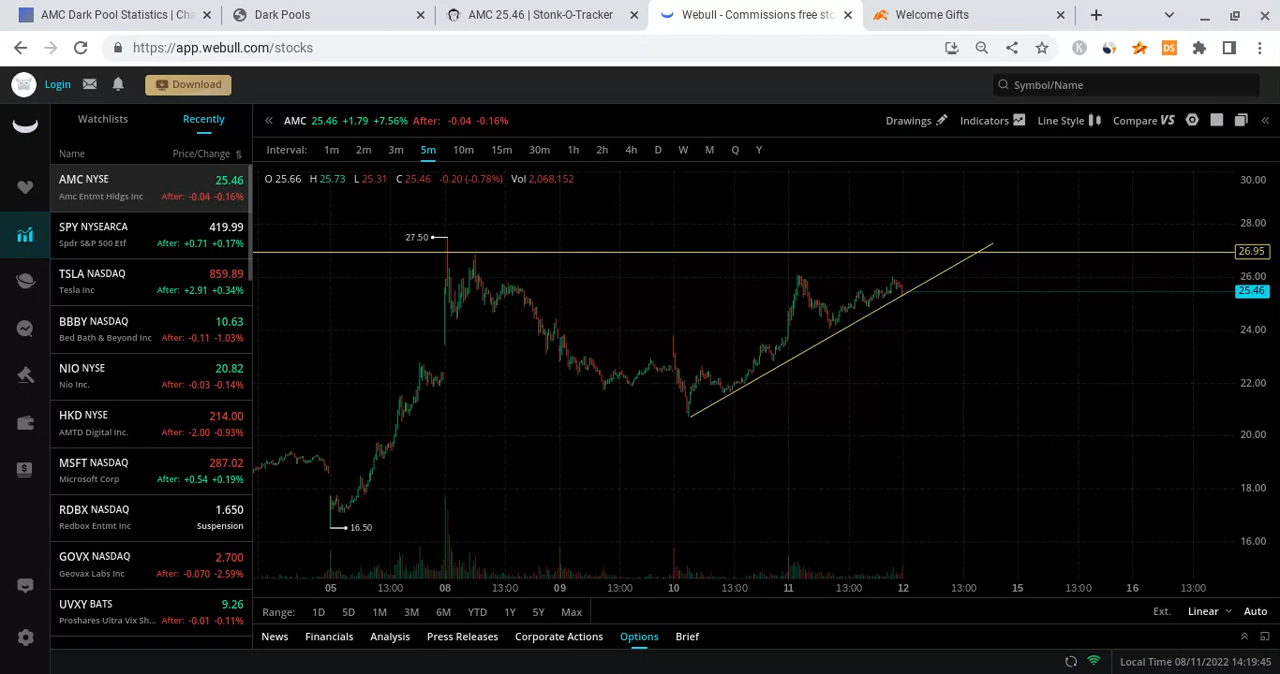 AMC Dark Pool Statistics | Cha
Dark Pools
AMC 25.46 | Stonk-O-Tracker
Webull - Commissions free sto
Welcome Gifts
https://app.webull.com/stocks
K
DS
Login
Download
Symbol/Name
Watchlists
Recently
Name
Price/Change
AMC NYSE 25.46
Amc Entmt Hldgs Inc After: -0.04 -0.16%
SPY NYSEARCA 419.99
Spdr S&P 500 Etf After: +0.71 +0.17%
TSLA NASDAQ 859.89
Tesla Inc After: +2.91 +0.34%
BBBY NASDAQ 10.63
Bed Bath & Beyond Inc After: -0.11 -1.03%
NIO NYSE 20.82
Nio Inc. After: -0.03 -0.14%
HKD NYSE 214.00
AMTD Digital Inc. After: -2.00 -0.93%
MSFT NASDAQ 287.02
Microsoft Corp After: +0.54 +0.19%
RDBX NASDAQ 1.650
Redbox Entmt Inc Suspension
GOVX NASDAQ 2.700
Geovax Labs Inc After: -0.070 -2.59%
UVXY BATS 9.26
Proshares Ultra Vix Sh... After: -0.01 -0.11%
AMC 25.46 +1.79 +7.56% After: -0.04 -0.16%
Drawings Indicators Line Style Compare VS
Interval: 1m 2m 3m 5m 10m 15m 30m 1h 2h 4h D W M Q Y
O 25.66 H 25.73 L 25.31 C 25.46 -0.20 (-0.78%) Vol 2,068,152
27.50
16.50
30.00
28.00
26.95
26.00
25.46
24.00
22.00
20.00
18.00
16.00
05 13:00 08 13:00 09 13:00 10 13:00 11 13:00 12 13:00 15 13:00 16 13:00
Range: 1D 5D 1M 3M 6M YTD 1Y 5Y Max
Ext. Linear Auto
News Financials Analysis Press Releases Corporate Actions Options Brief
Local Time 08/11/2022 14:19:45